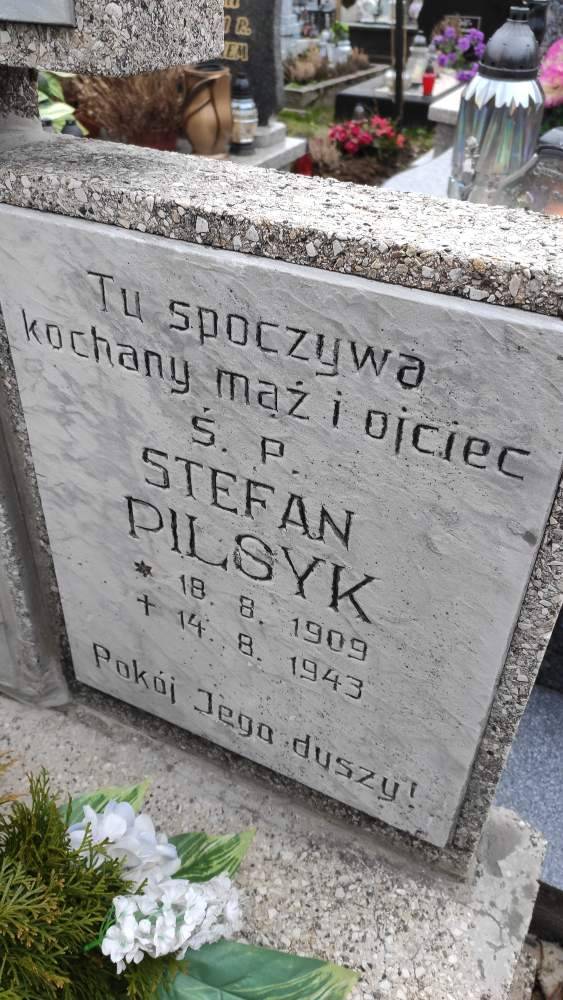 Tu spoczywa
kochany mąż i ojciec
Ś. P.
STEFAN
PILSYK
* 18. 8. 1909
† 14. 8. 1943
Pokój Jego duszy!